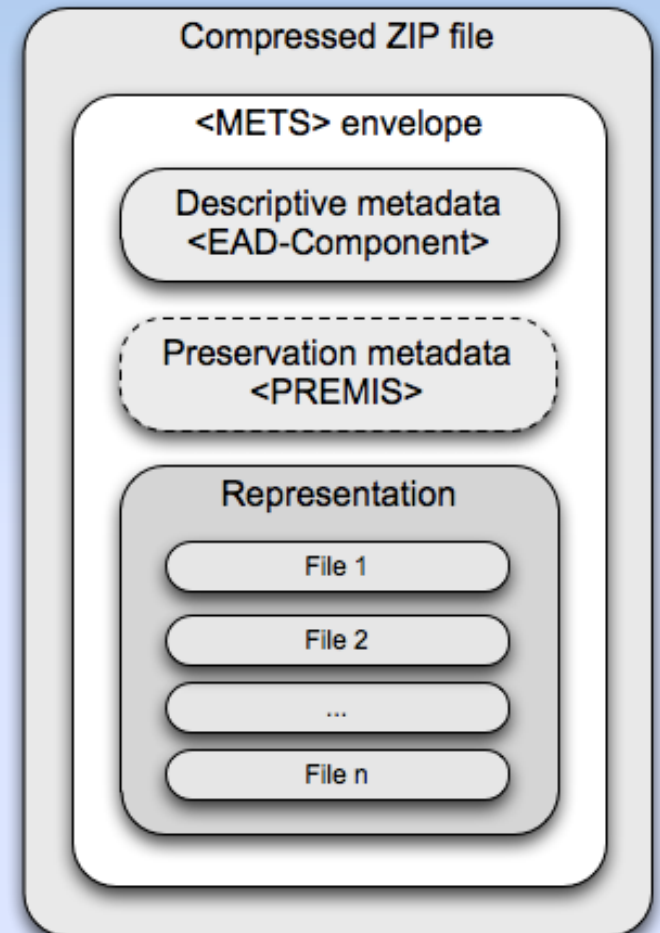 Compressed ZIP file
<METS> envelope
Descriptive metadata
<EAD-Component>
Preservation metadata
<PREMIS>
Representation
File 1
File 2
...
File n